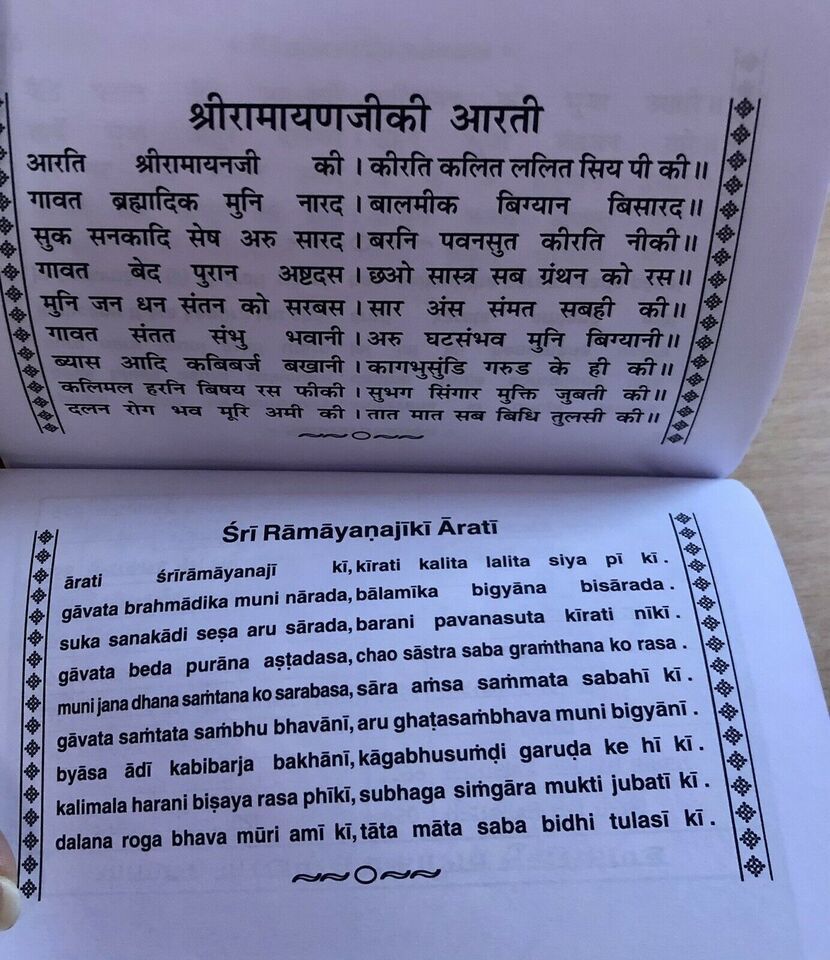 श्रीरामायणजीकी आरती
आरति श्रीरामायनजी की । कीरति कलित ललित सिय पी की॥
गावत ब्रह्मादिक मुनि नारद । बालमीक बिग्यान बिसारद॥
सुक सनकादि सेष अरु सारद । बरनि पवनसुत कीरति नीकी॥
गावत बेद पुरान अष्टदस । छओ सास्त्र सब ग्रंथन को रस॥
मुनि जन धन संतन को सरबस । सार अंस संमत सबही की॥
गावत संतत संभु भवानी । अरु घटसंभव मुनि बिग्यानी॥
ब्यास आदि कबिबर्ज बखानी । कागभुसुंडि गरुड के ही की॥
कलिमल हरनि बिषय रस फीकी । सुभग सिंगार मुक्ति जुबती की॥
दलन रोग भव मूरि अमी की । तात मात सब बिधि तुलसी की॥
Śrī Rāmāyaṇajīkī Āratī
ārati śrīrāmāyanajī kī, kīrati kalita lalita siya pī kī .
gāvata brahmādika muni nārada, bālamīka bigyāna bisārada .
suka sanakādi seṣa aru sārada, barani pavanasuta kīrati nīkī .
gāvata beda purāna aṣṭadasa, chao sāstra saba graṁthana ko rasa .
muni jana dhana saṁtana ko sarabasa, sāra aṁsa sammata sabahī kī .
gāvata saṁtata saṁbhu bhavānī, aru ghaṭasambhava muni bigyānī .
byāsa ādī kabibarja bakhānī, kāgabhusuṁḍi garuḍa ke hī kī .
kalimala harani biṣaya rasa phīkī, subhaga siṁgāra mukti jubatī kī .
dalana roga bhava mūri amī kī, tāta māta saba bidhi tulasī kī .